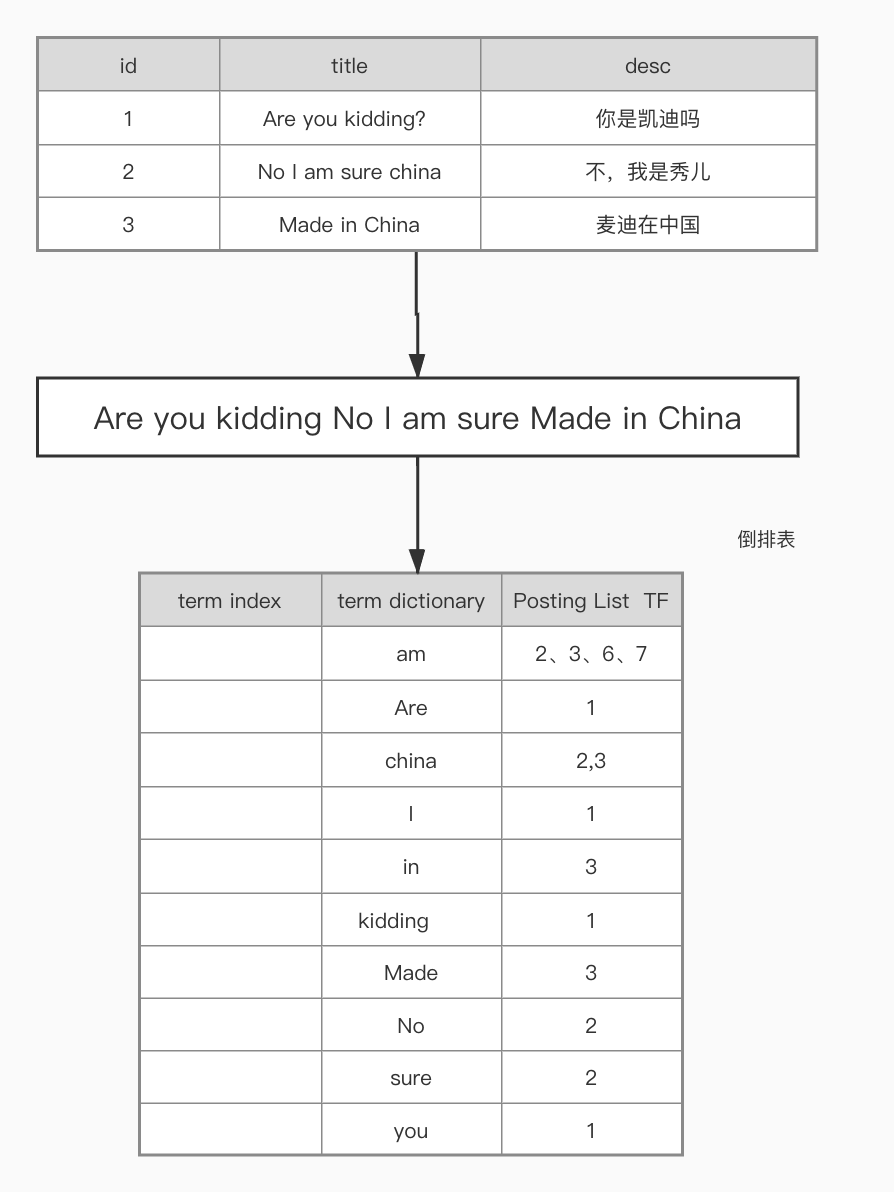 id title desc
1 Are you kidding? 你是凯迪吗
2 No I am sure china 不，我是秀儿
3 Made in China 麦迪在中国
Are you kidding No I am sure Made in China
倒排表
term index term dictionary Posting List TF
am 2、3、6、7
Are 1
china 2,3
I 1
in 3
kidding 1
Made 3
No 2
sure 2
you 1